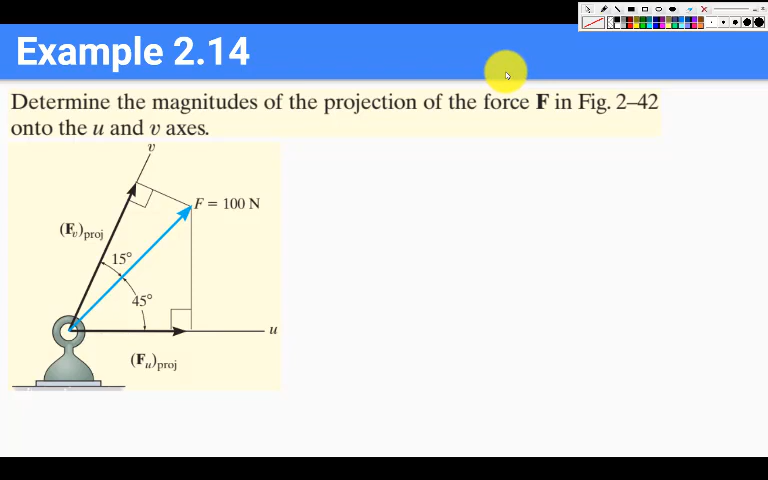 Example 2.14
Determine the magnitudes of the projection of the force F in Fig. 2–42
onto the u and v axes.
v
F = 100 N
(Fv)proj
15°
45°
u
(Fu)proj